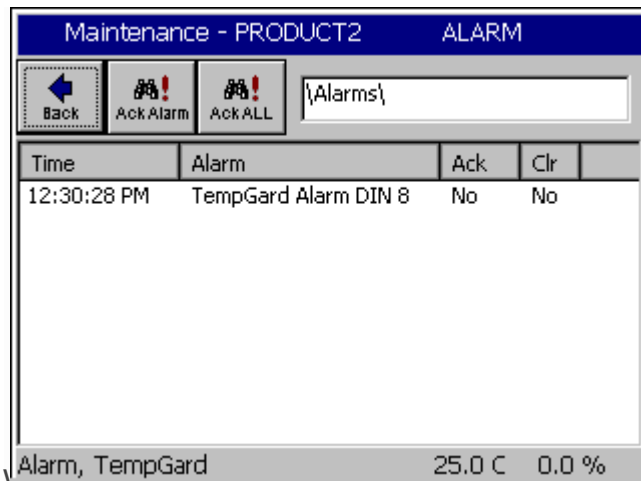 Maintenance - PRODUCT2 ALARM
Back Ack Alarm Ack ALL \Alarms\
Time Alarm Ack Clr
12:30:28 PM TempGard Alarm DIN 8 No No
Alarm, TempGard 25.0 C 0.0 %